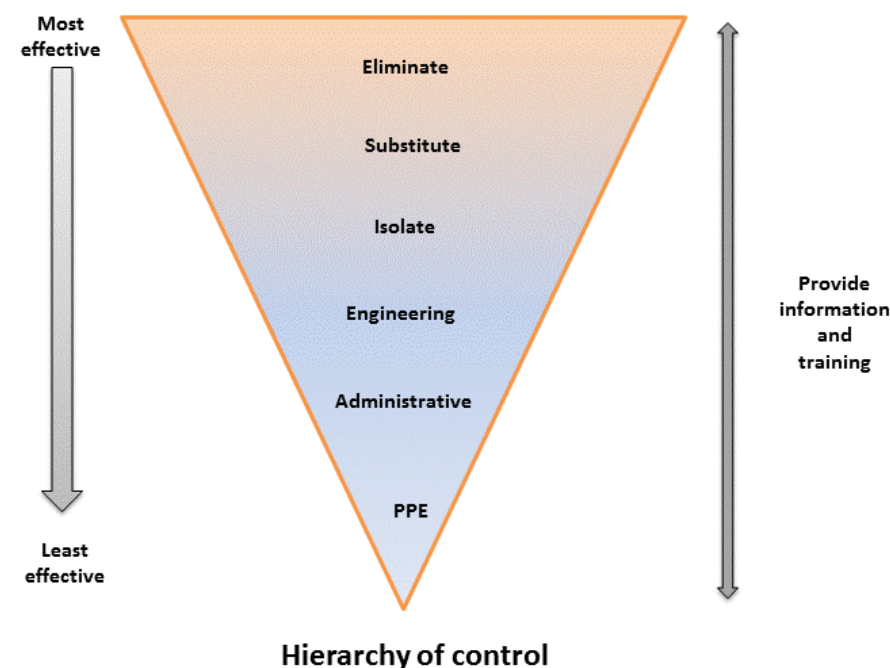 Most
effective
Eliminate
Substitute
Isolate
Engineering
Administrative
PPE
Least
effective
Provide
information
and
training
Hierarchy of control